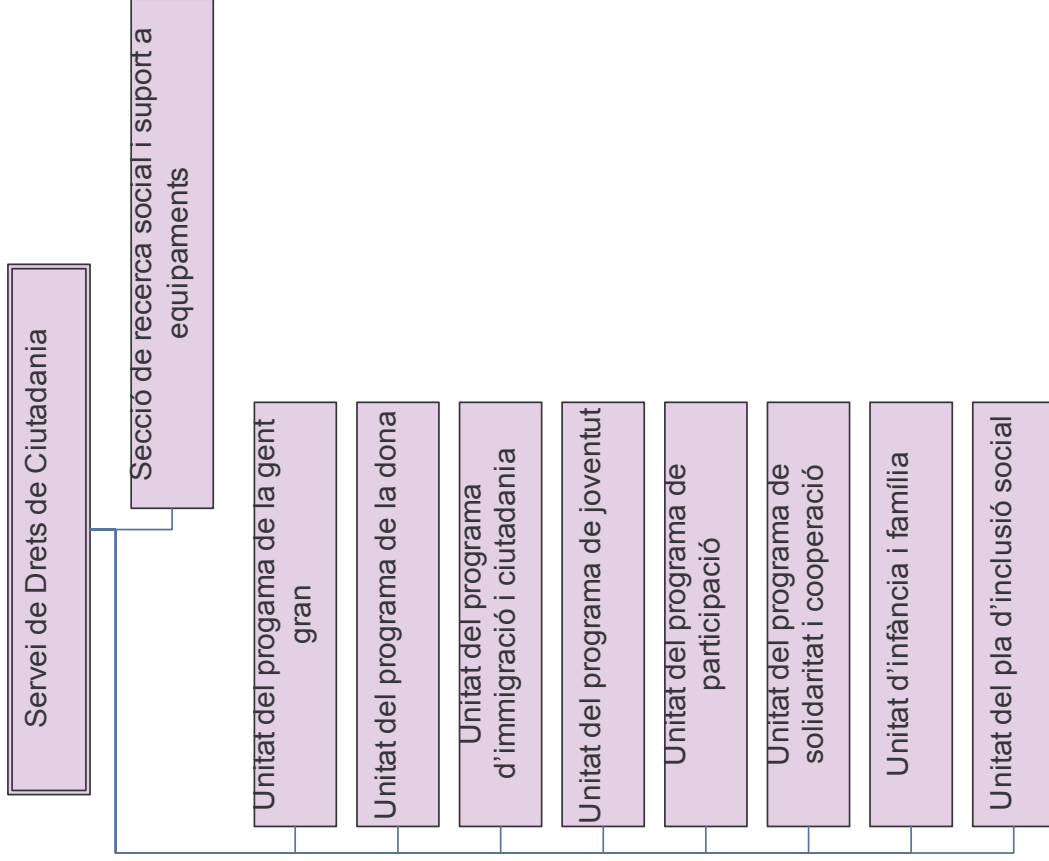 Servei de Drets de Ciutadania
Secció de recerca social i suport a
equipaments
Unitat del progama de la gent
gran
Unitat del programa de la dona
Unitat del programa
d’immigració i ciutadania
Unitat del programa de joventut
Unitat del programa de
participació
Unitat del programa de
solidaritat i cooperació
Unitat d’infància i família
Unitat del pla d’inclusió social